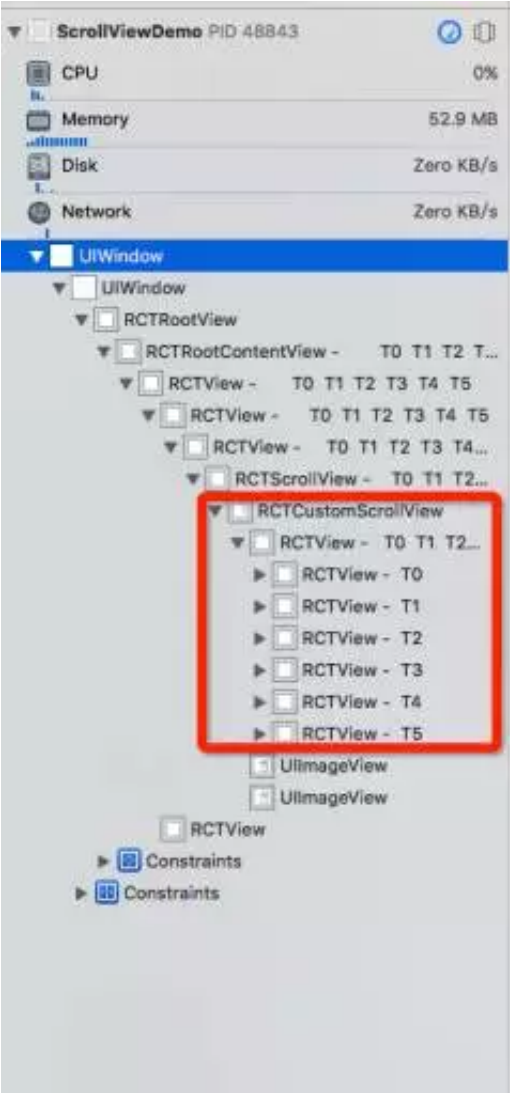 ScrollViewDemo PID 48843
CPU 0%
Memory 52.9 MB
Disk Zero KB/s
Network Zero KB/s
UIWindow
UIWindow
RCTRootView
RCTRootContentView - T0 T1 T2 T...
RCTView - T0 T1 T2 T3 T4 T5
RCTView - T0 T1 T2 T3 T4 T5
RCTView - T0 T1 T2 T3 T4...
RCTScrollView - T0 T1 T2...
RCTCustomScrollView
RCTView - T0 T1 T2...
RCTView - T0
RCTView - T1
RCTView - T2
RCTView - T3
RCTView - T4
RCTView - T5
UIImageView
UIImageView
RCTView
Constraints
Constraints